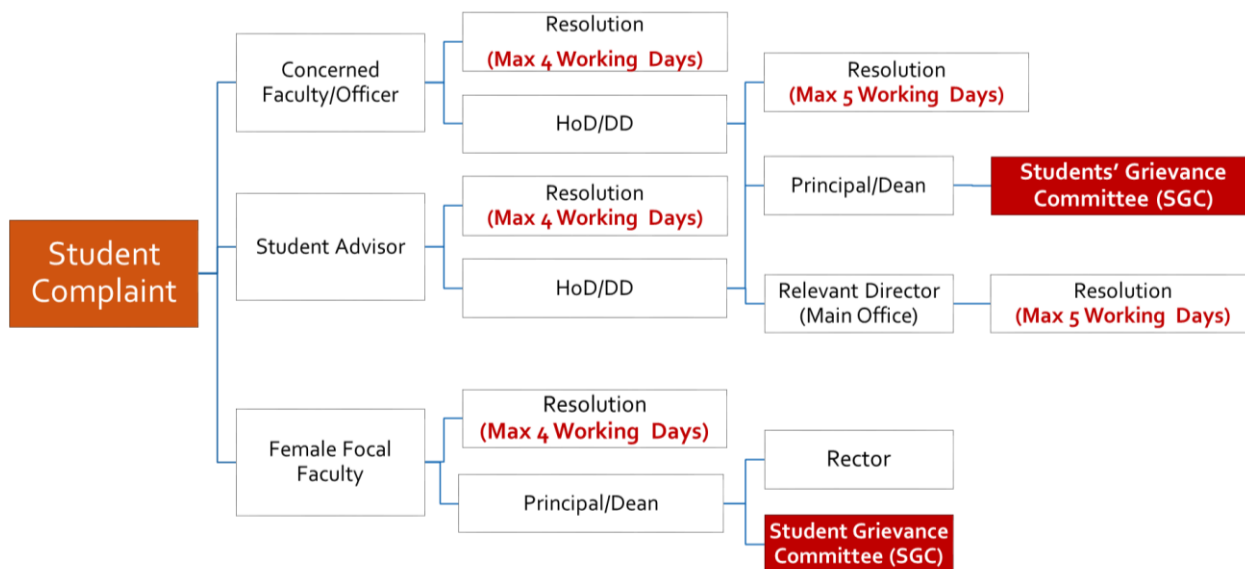 Student
Complaint
Concerned
Faculty/Officer
Resolution
(Max 4 Working Days)
HoD/DD
Student Advisor
Resolution
(Max 4 Working Days)
HoD/DD
Resolution
(Max 5 Working Days)
Principal/Dean
Students' Grievance
Committee (SGC)
Relevant Director
(Main Office)
Resolution
(Max 5 Working Days)
Female Focal
Faculty
Resolution
(Max 4 Working Days)
Principal/Dean
Rector
Student Grievance
Committee (SGC)